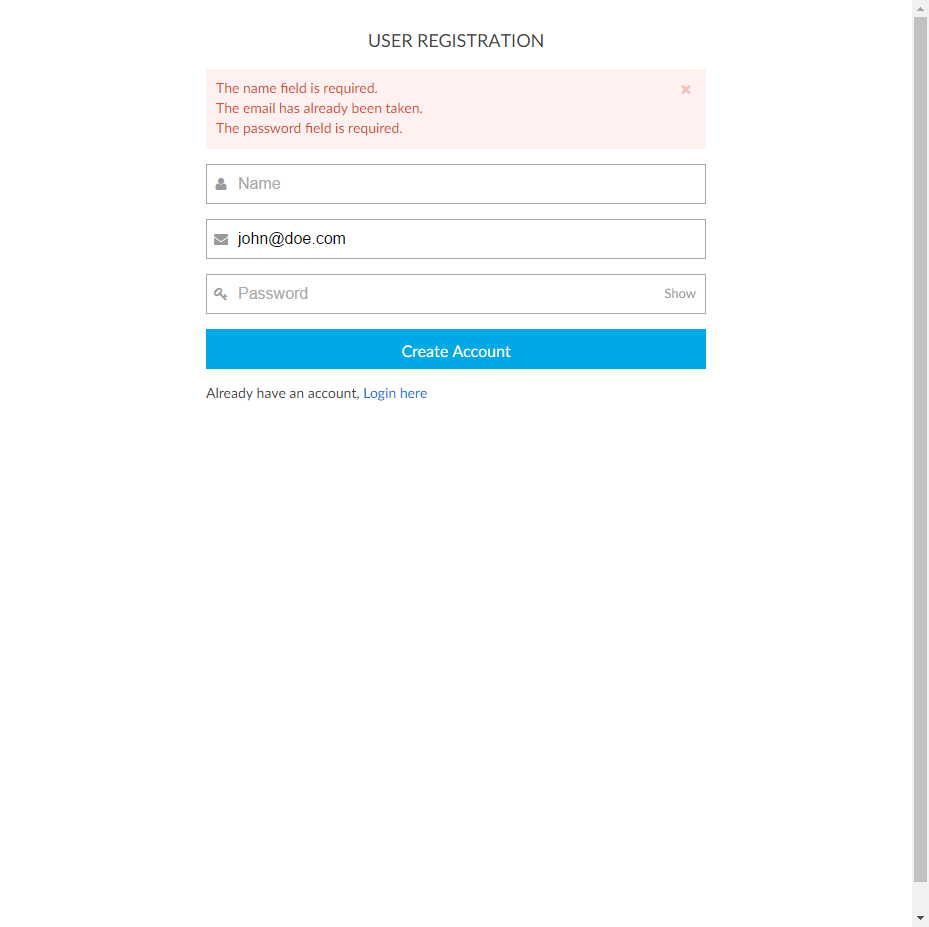 USER REGISTRATION
The name field is required.
The email has already been taken.
The password field is required.
Name
john@doe.com
Password Show
Create Account
Already have an account, Login here